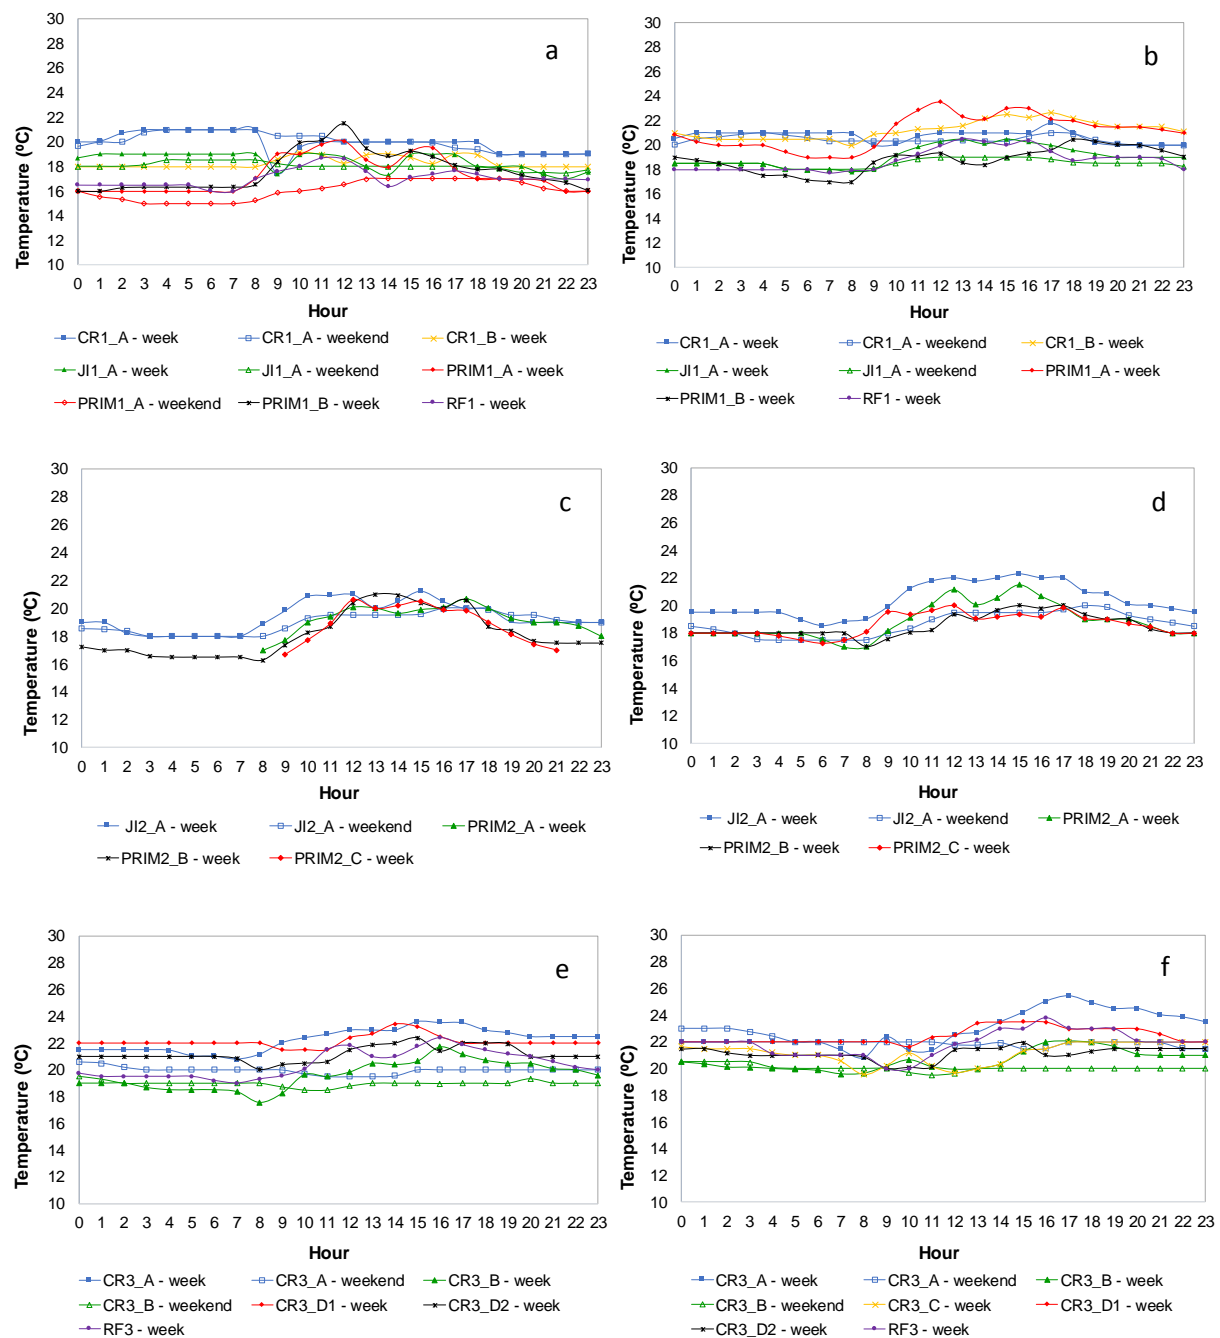 a
Temperature (ºC)
30
28
26
24
22
20
18
16
14
12
10
0 1 2 3 4 5 6 7 8 9 10 11 12 13 14 15 16 17 18 19 20 21 22 23
Hour
CR1_A - week CR1_A - weekend CR1_B - week
JI1_A - week JI1_A - weekend PRIM1_A - week
PRIM1_A - weekend PRIM1_B - week RF1 - week
b
Temperature (ºC)
30
28
26
24
22
20
18
16
14
12
10
0 1 2 3 4 5 6 7 8 9 10 11 12 13 14 15 16 17 18 19 20 21 22 23
Hour
CR1_A - week CR1_A - weekend CR1_B - week
JI1_A - week JI1_A - weekend PRIM1_A - week
PRIM1_B - week RF1 - week
c
Temperature (ºC)
30
28
26
24
22
20
18
16
14
12
10
0 1 2 3 4 5 6 7 8 9 10 11 12 13 14 15 16 17 18 19 20 21 22 23
Hour
JI2_A - week JI2_A - weekend PRIM2_A - week
PRIM2_B - week PRIM2_C - week
d
Temperature (ºC)
30
28
26
24
22
20
18
16
14
12
10
0 1 2 3 4 5 6 7 8 9 10 11 12 13 14 15 16 17 18 19 20 21 22 23
Hour
JI2_A - week JI2_A - weekend PRIM2_A - week
PRIM2_B - week PRIM2_C - week
e
Temperature (ºC)
30
28
26
24
22
20
18
16
14
12
10
0 1 2 3 4 5 6 7 8 9 10 11 12 13 14 15 16 17 18 19 20 21 22 23
Hour
CR3_A - week CR3_A - weekend CR3_B - week
CR3_B - weekend CR3_D1 - week CR3_D2 - week
RF3 - week
f
Temperature (ºC)
30
28
26
24
22
20
18
16
14
12
10
0 1 2 3 4 5 6 7 8 9 10 11 12 13 14 15 16 17 18 19 20 21 22 23
Hour
CR3_A - week CR3_A - weekend CR3_B - week
CR3_B - weekend CR3_C - week CR3_D1 - week
CR3_D2 - week RF3 - week